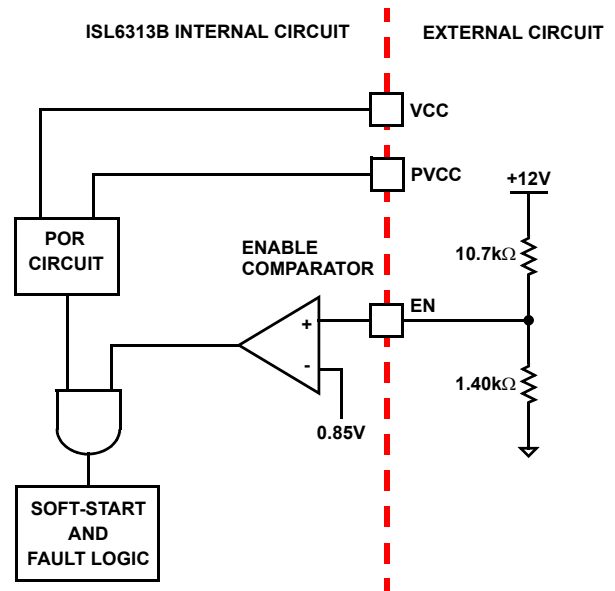 ISL6313B INTERNAL CIRCUIT
EXTERNAL CIRCUIT
VCC
PVCC
+12V
POR
CIRCUIT
ENABLE
COMPARATOR
10.7kΩ
EN
+
-
1.40kΩ
0.85V
SOFT-START
AND
FAULT LOGIC